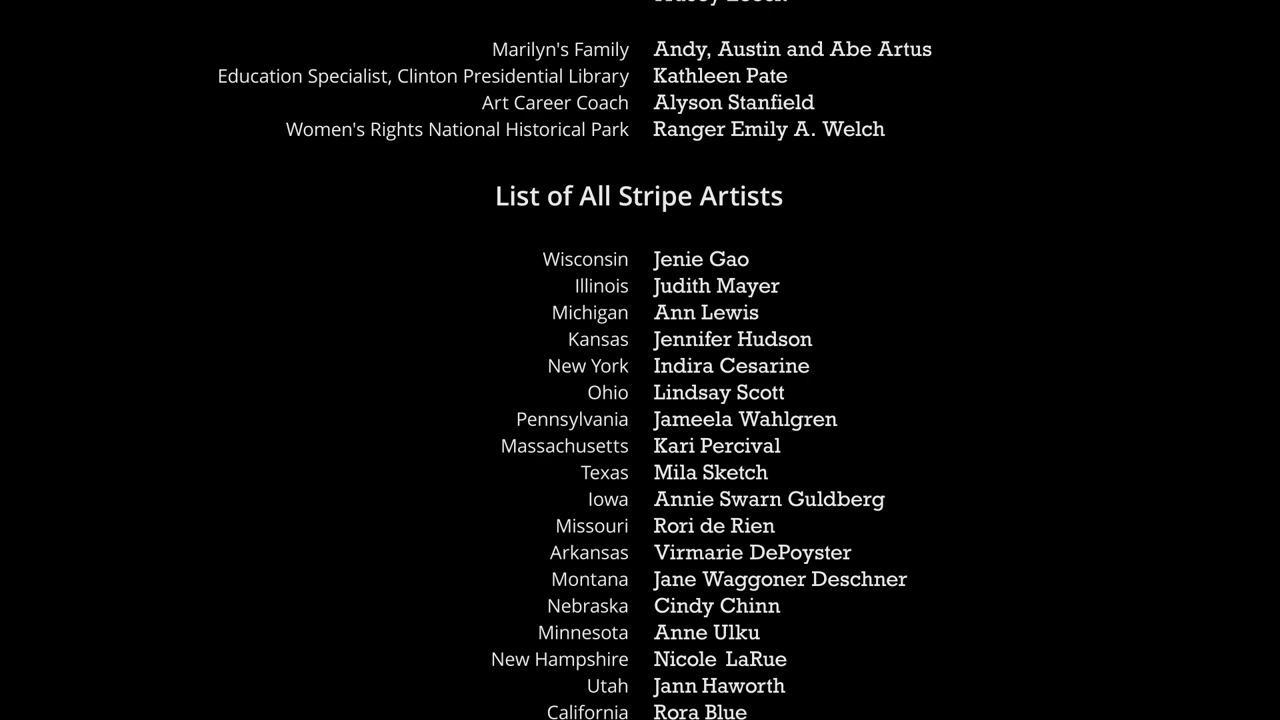 Marilyn's Family Andy, Austin and Abe Artus
Education Specialist, Clinton Presidential Library Kathleen Pate
Art Career Coach Alyson Stanfield
Women's Rights National Historical Park Ranger Emily A. Welch
List of All Stripe Artists
Wisconsin Jenie Gao
Illinois Judith Mayer
Michigan Ann Lewis
Kansas Jennifer Hudson
New York Indira Cesarine
Ohio Lindsay Scott
Pennsylvania Jameela Wahlgren
Massachusetts Kari Percival
Texas Mila Sketch
Iowa Annie Swarn Guldberg
Missouri Rori de Rien
Arkansas Virmarie DePoyster
Montana Jane Waggoner Deschner
Nebraska Cindy Chinn
Minnesota Anne Ulku
New Hampshire Nicole LaRue
Utah Jann Haworth
California Rora Blue